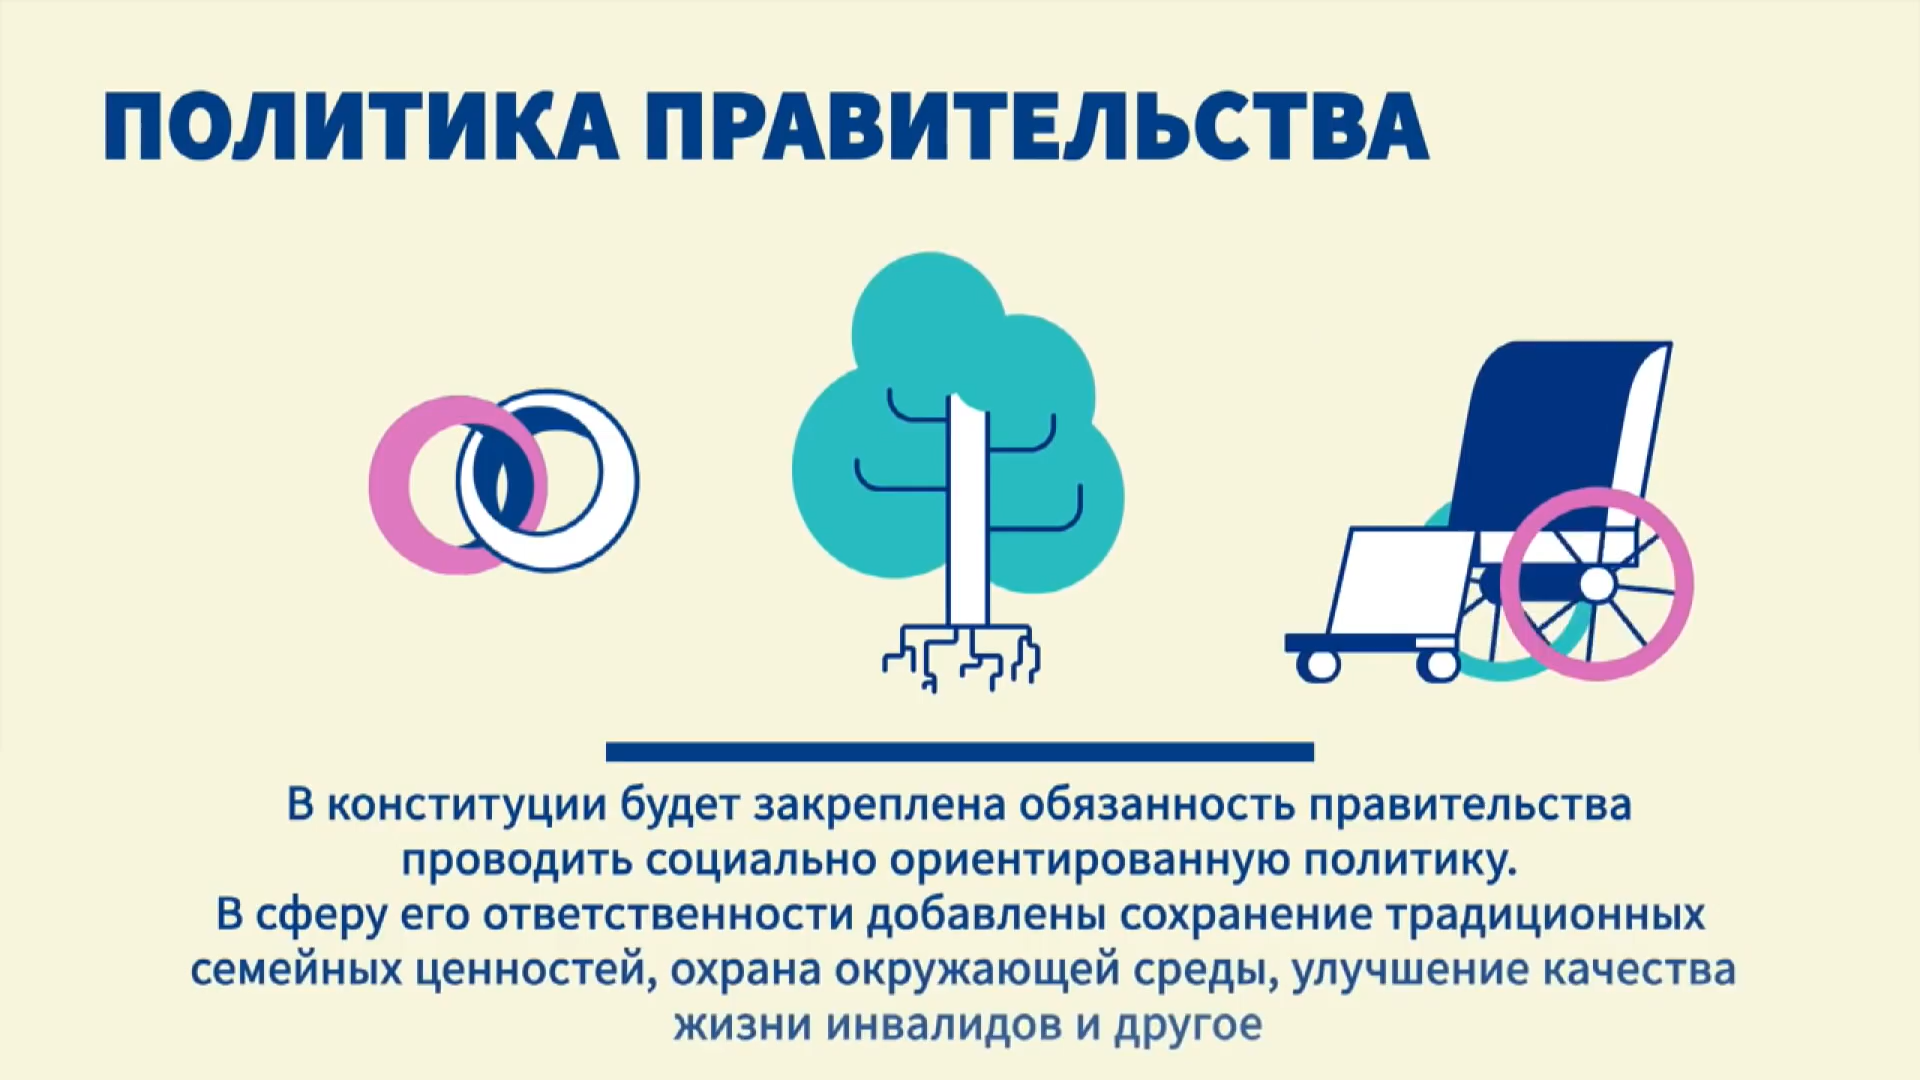 ПОЛИТИКА ПРАВИТЕЛЬСТВА
В конституции будет закреплена обязанность правительства
проводить социально ориентированную политику.
В сферу его ответственности добавлены сохранение традиционных
семейных ценностей, охрана окружающей среды, улучшение качества
жизни инвалидов и другое